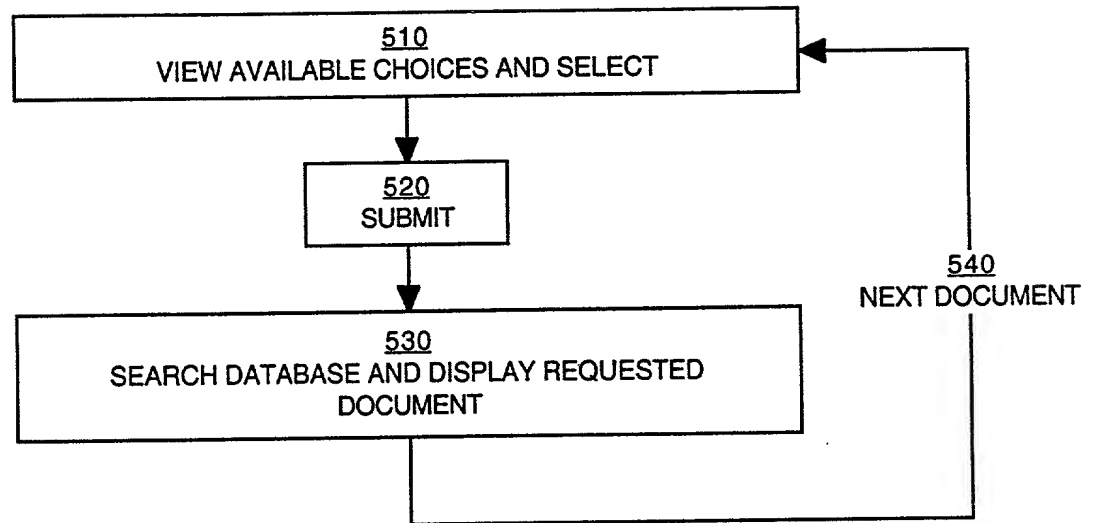 510
VIEW AVAILABLE CHOICES AND SELECT
520
SUBMIT
530
SEARCH DATABASE AND DISPLAY REQUESTED
DOCUMENT
540
NEXT DOCUMENT